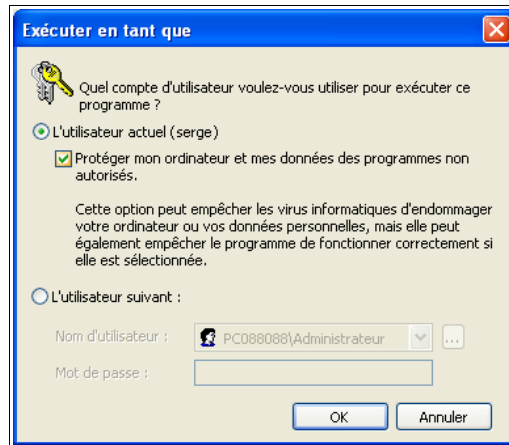 Exécuter en tant que
Quel compte d'utilisateur voulez-vous utiliser pour exécuter ce
programme ?
L'utilisateur actuel (serge)
Protéger mon ordinateur et mes données des programmes non
autorisés.
Cette option peut empêcher les virus informatiques d'endommager
votre ordinateur ou vos données personnelles, mais elle peut
également empêcher le programme de fonctionner correctement si
elle est sélectionnée.
L'utilisateur suivant :
Nom d'utilisateur :
PC088088\Administrateur
...
Mot de passe :
OK
Annuler